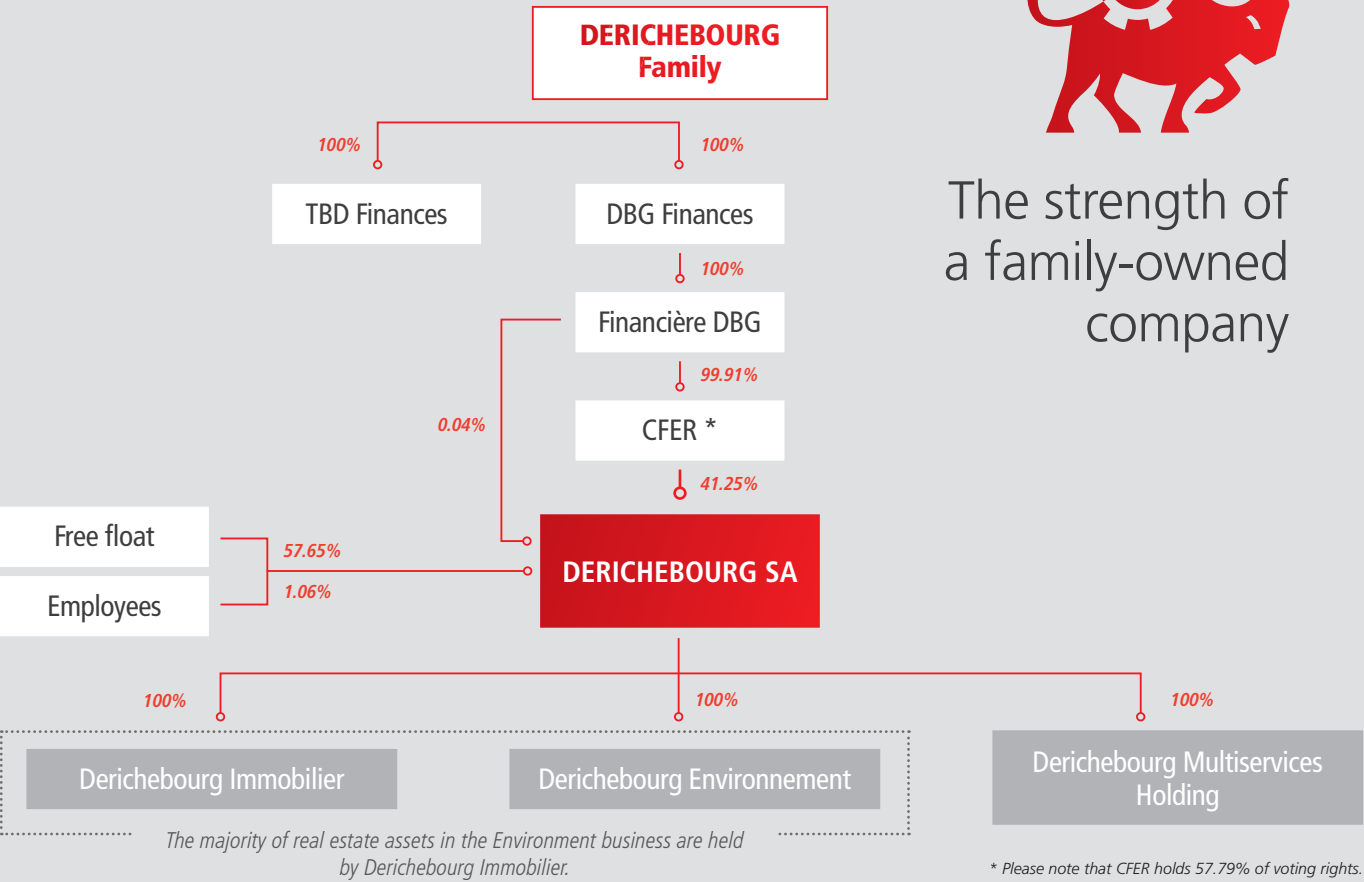 DERICHEBOURG
Family
The strength of
a family-owned
company
100%
100%
TBD Finances
DBG Finances
100%
Financière DBG
99.91%
0.04%
CFER *
41.25%
Free float
57.65%
DERICHEBOURG SA
1.06%
Employees
100%
100%
100%
Derichebourg Immobilier
Derichebourg Environnement
Derichebourg Multiservices
Holding
The majority of real estate assets in the Environment business are held
by Derichebourg Immobilier.
* Please note that CFER holds 57.79% of voting rights.